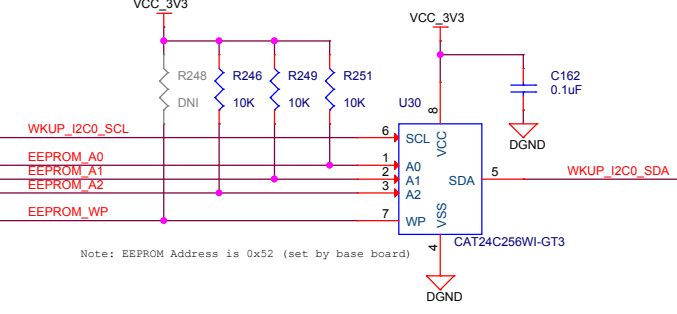 VCC_3V3
VCC_3V3
R248
R246
R249
R251
C162
0.1uF
DNI
10K
10K
10K
U30
8
DGND
WKUP_I2C0_SCL
6
SCL
VCC
EEPROM_A0
1
A0
EEPROM_A1
2
A1
SDA
5
WKUP_I2C0_SDA
EEPROM_A2
3
A2
EEPROM_WP
7
WP
VSS
4
CAT24C256WI-GT3
Note: EEPROM Address is 0x52 (set by base board)
DGND